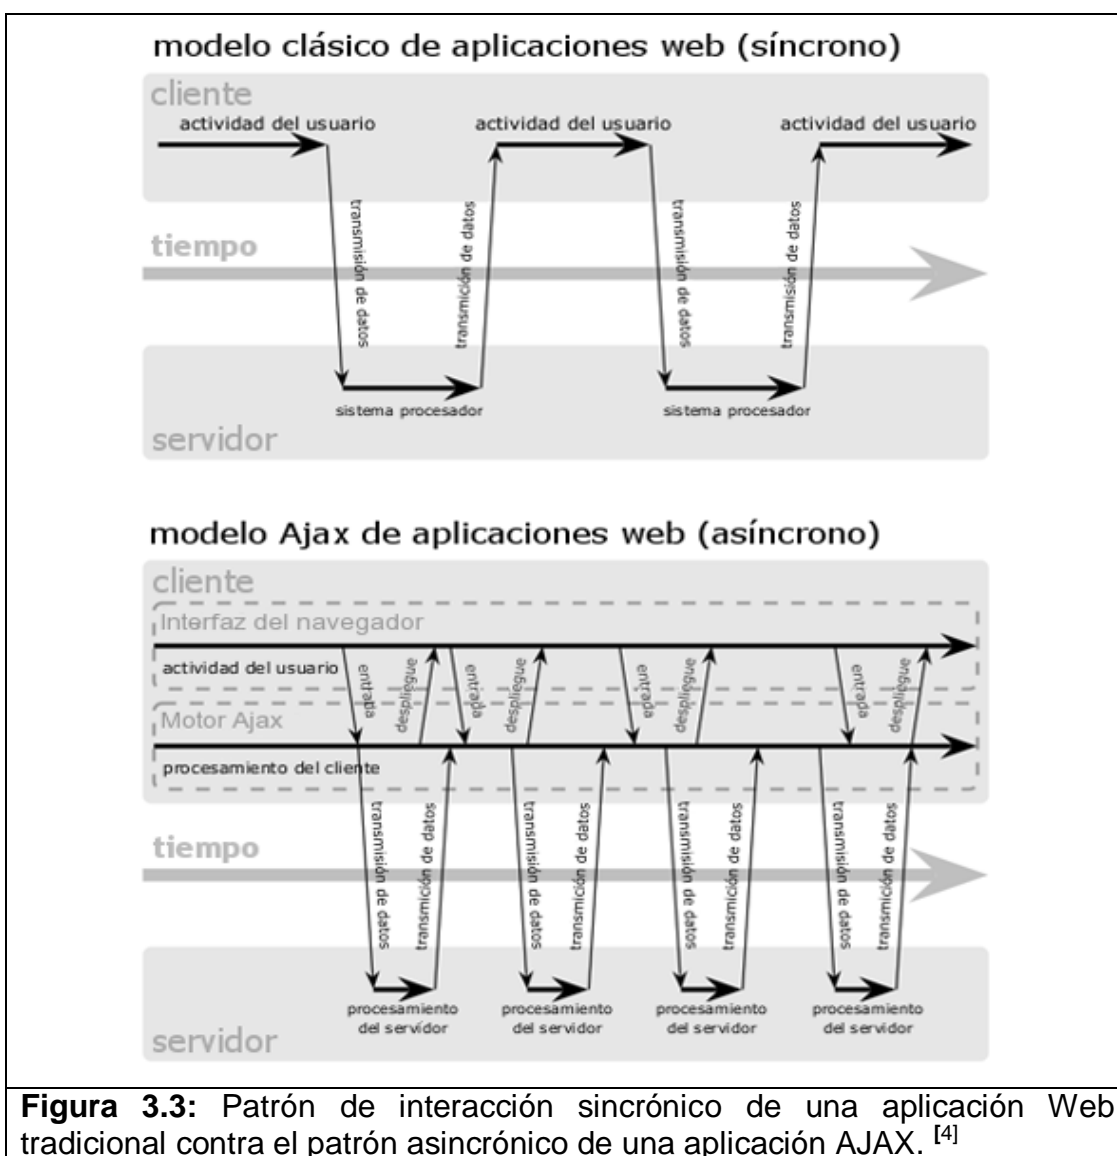 modelo clásico de aplicaciones web (síncrono)
cliente
actividad del usuario
actividad del usuario
actividad del usuario
transmisión de datos
transmición de datos
transmisión de datos
transmisión de datos
tiempo
sistema procesador
sistema procesador
servidor
modelo Ajax de aplicaciones web (asíncrono)
cliente
Interfaz del navegador
actividad del usuario
entrada
despliegue
entrada
despliegue
entrada
despliegue
entrada
despliegue
Motor Ajax
procesamiento del cliente
transmisión de datos
transmición de datos
transmisión de datos
transmición de datos
transmisión de datos
transmición de datos
transmisión de datos
transmición de datos
tiempo
procesamiento
del servidor
procesamiento
del servidor
procesamiento
del servidor
procesamiento
del servidor
servidor
Figura 3.3: Patrón de interacción sincrónico de una aplicación Web
tradicional contra el patrón asincrónico de una aplicación AJAX. [4]